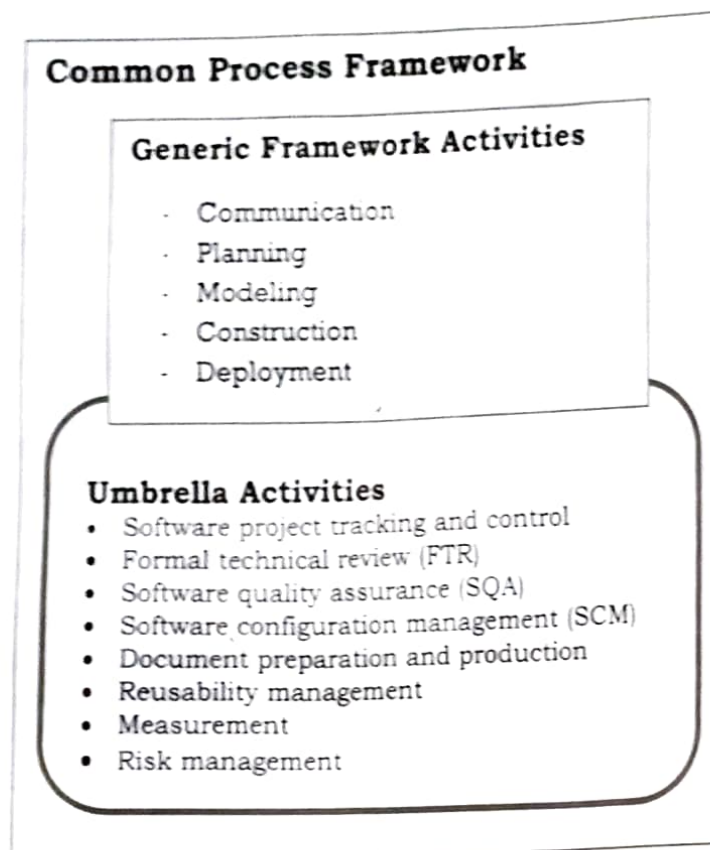 Common Process Framework
Generic Framework Activities
- Communication
- Planning
- Modeling
- Construction
- Deployment
Umbrella Activities
• Software project tracking and control
• Formal technical review (FTR)
• Software quality assurance (SQA)
• Software configuration management (SCM)
• Document preparation and production
• Reusability management
• Measurement
• Risk management